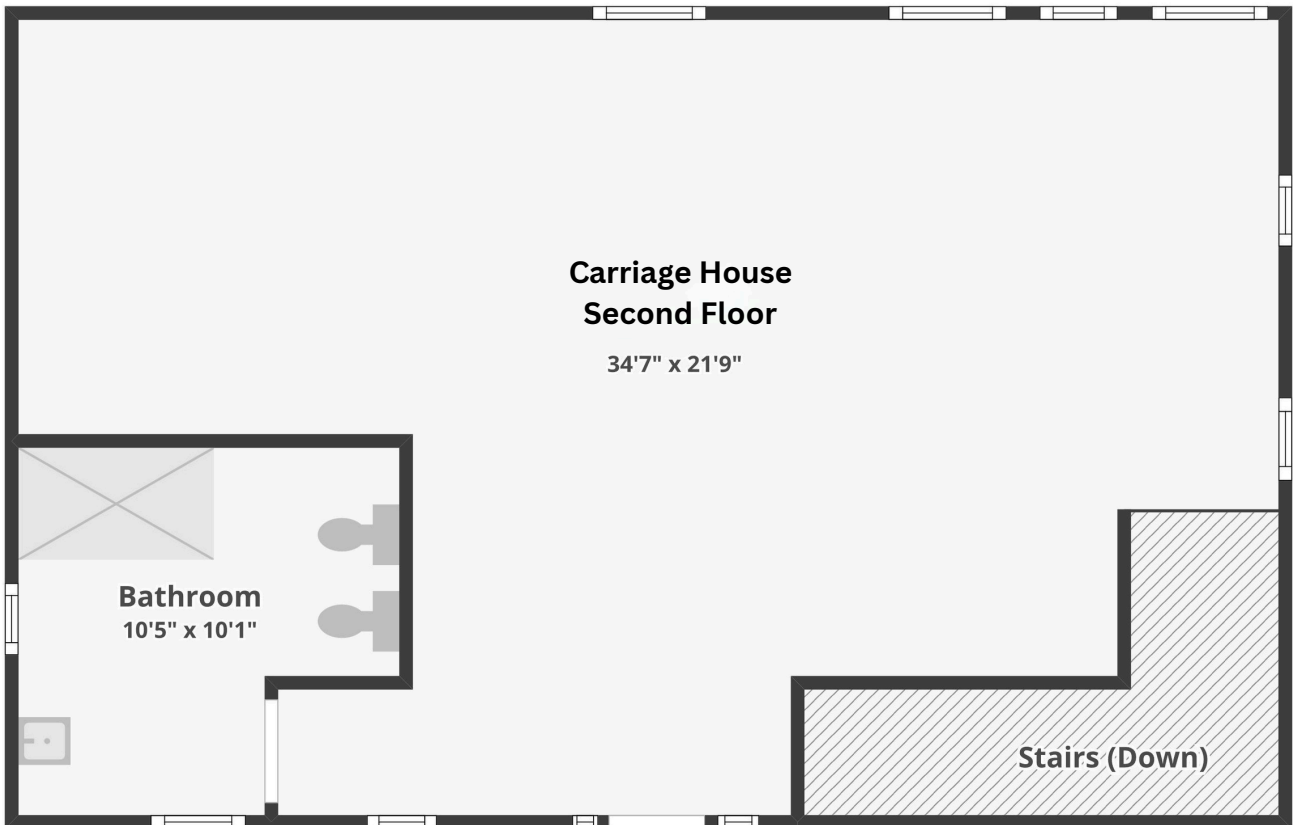 Carriage House
Second Floor
34'7" x 21'9"
Bathroom
10'5" x 10'1"
Stairs (Down)